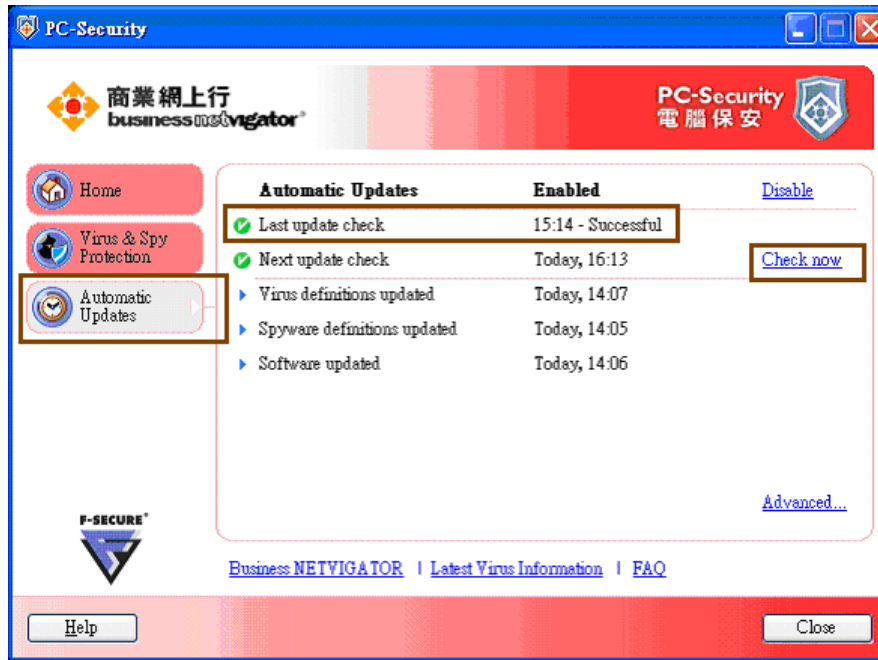 PC-Security
商業網上行
business netvigator
PC-Security
電腦保安
Home
Virus & Spy
Protection
Automatic
Updates
Automatic Updates Enabled Disable
Last update check 15:14 - Successful
Next update check Today, 16:13 Check now
Virus definitions updated Today, 14:07
Spyware definitions updated Today, 14:05
Software updated Today, 14:06
Advanced...
F-SECURE®
Business NETVIGATOR | Latest Virus Information | FAQ
Help Close